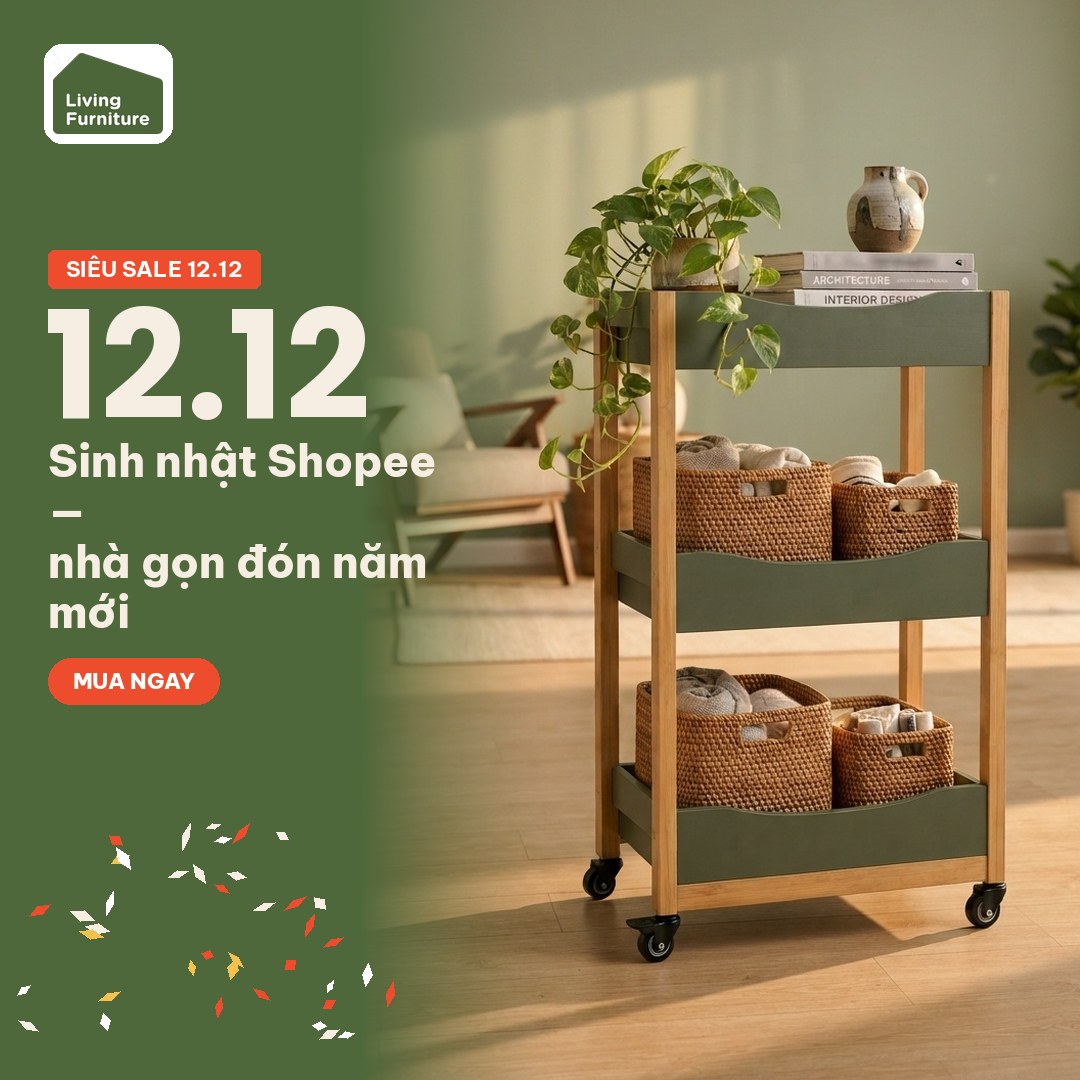 Living
Furniture
SIÊU SALE 12.12
12.12
Sinh nhật Shopee
–
nhà gọn đón năm
mới
MUA NGAY
ARCHITECTURE
INTERIOR DESIGN